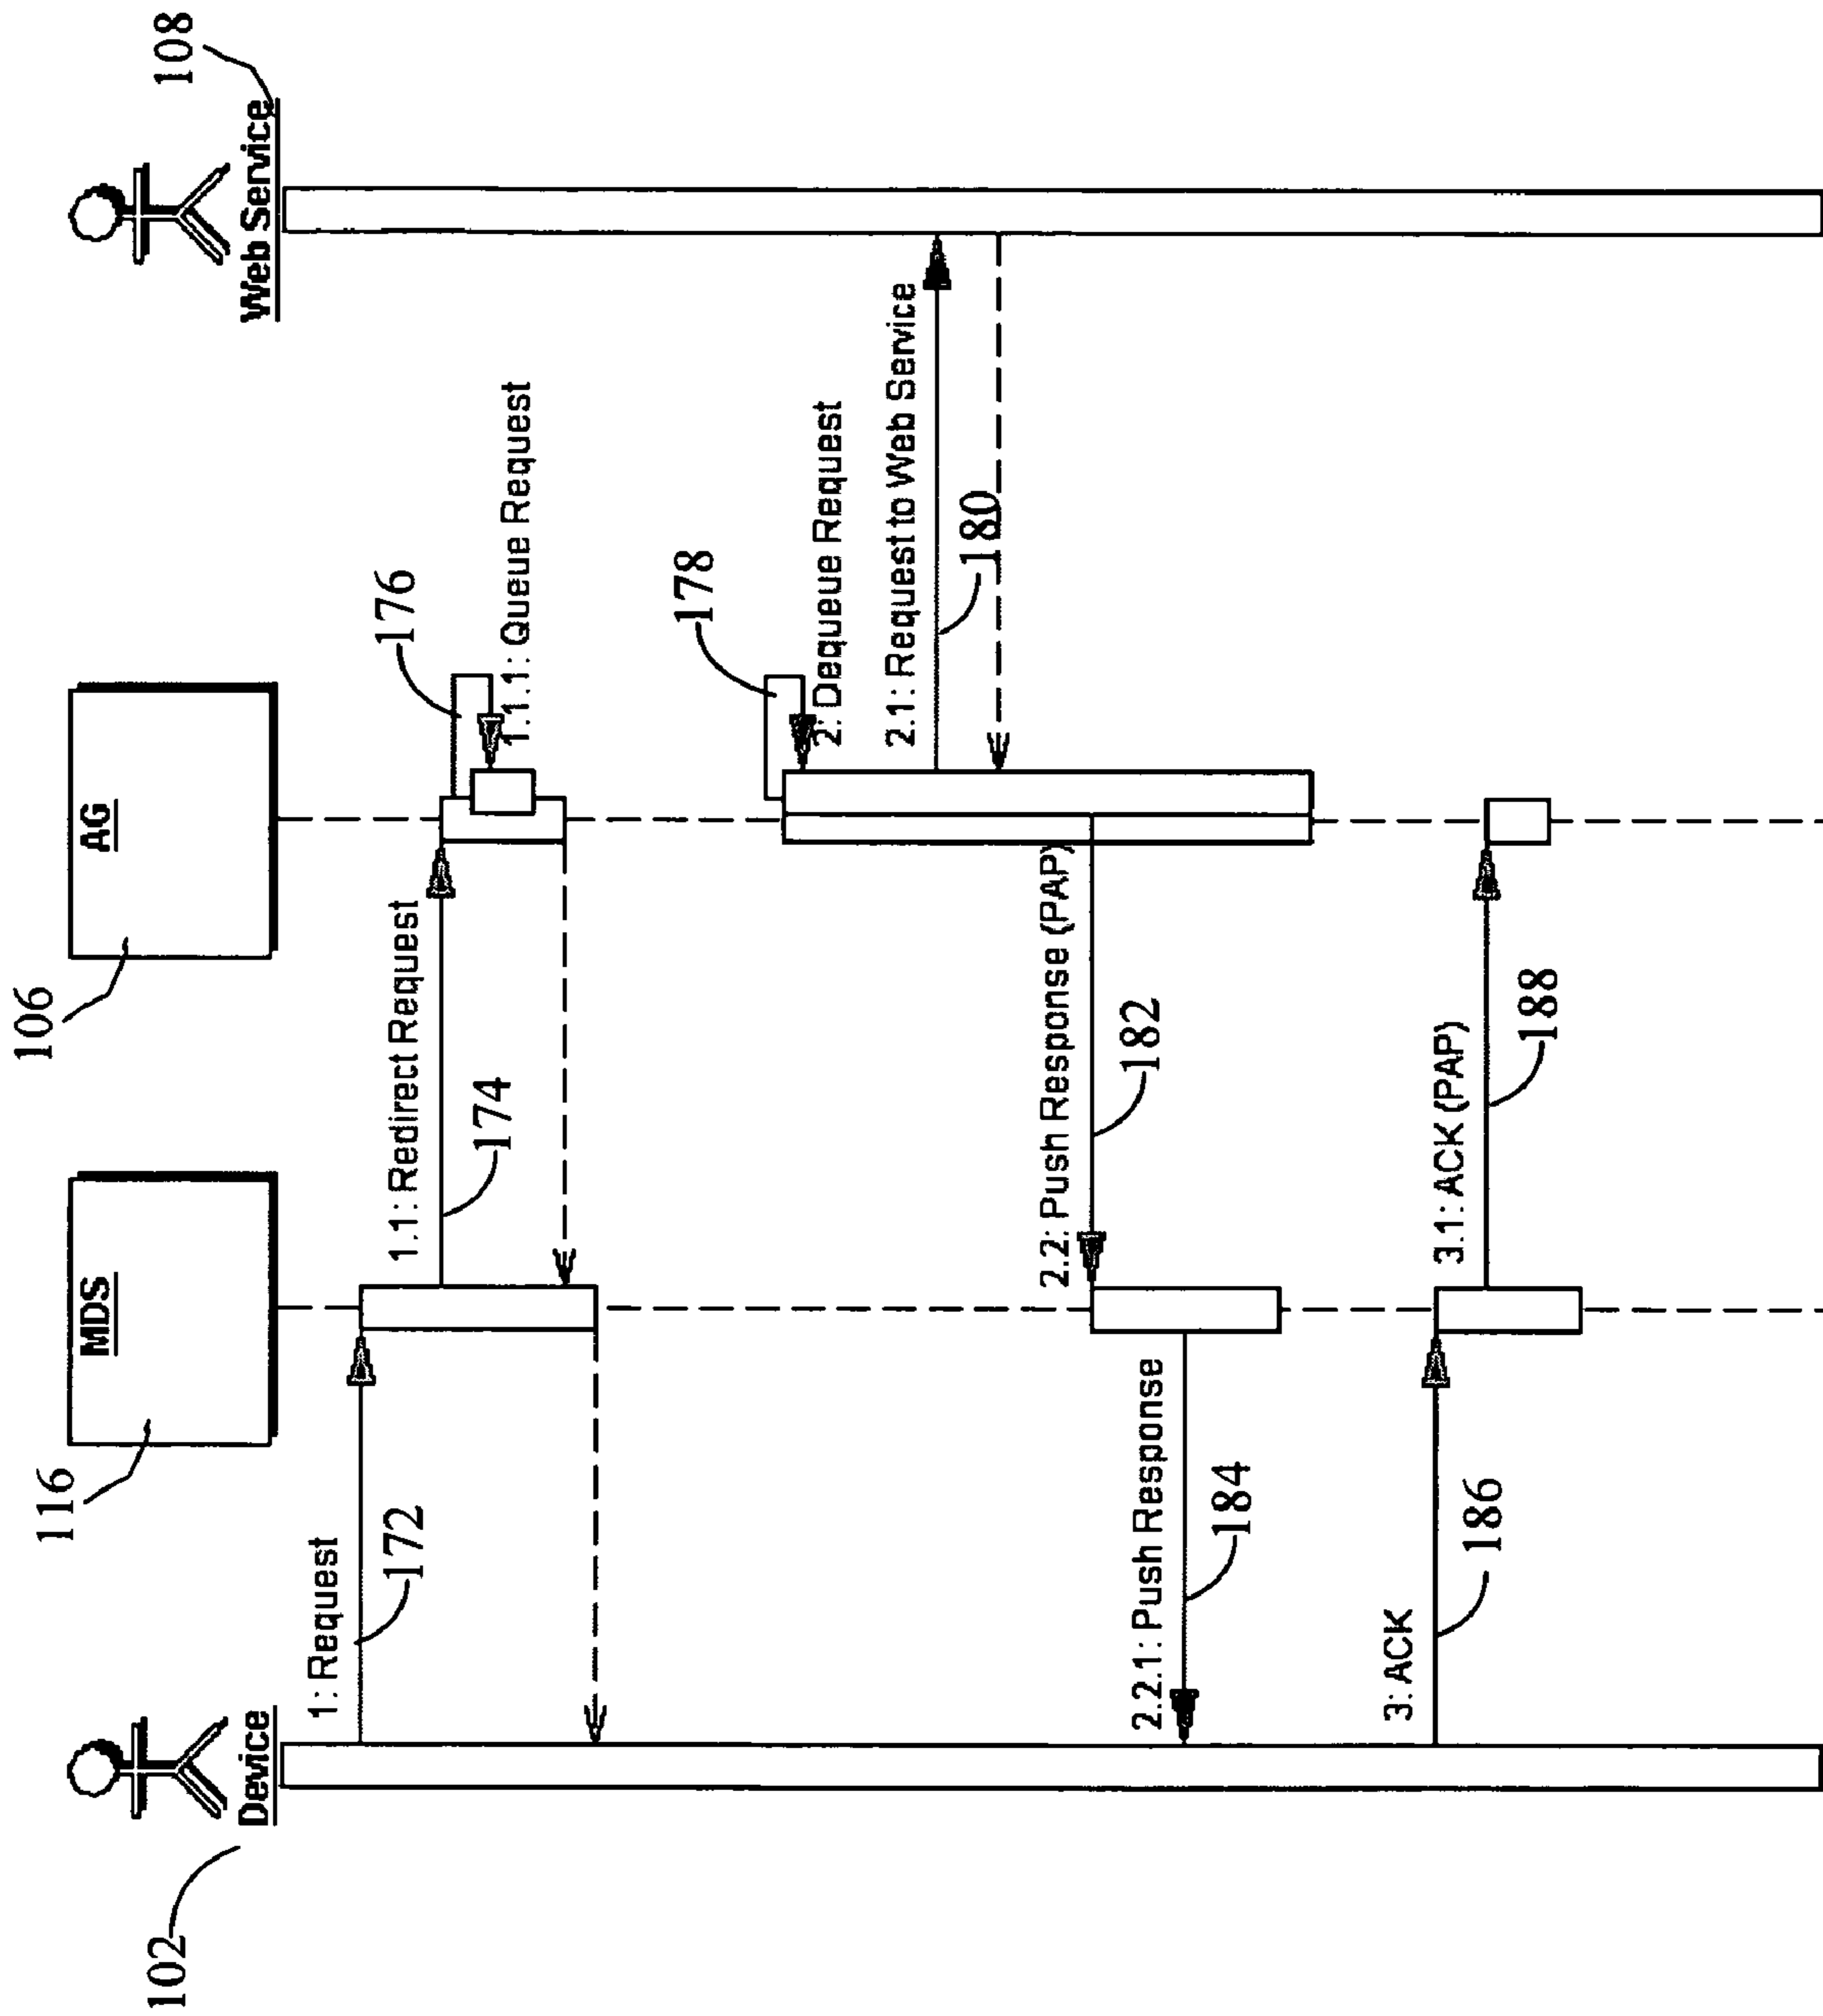 102
Device
116
MDS
106
AG
Web Service
108
1: Request
172
1.1: Redirect Request
174
176
1.1.1: Queue Request
178
2: Dequeue Request
2.1: Request to Web Service
180
2.2: Push Response (PAP)
182
2.2.1: Push Response
184
3: ACK
186
3.1: ACK (PAP)
188